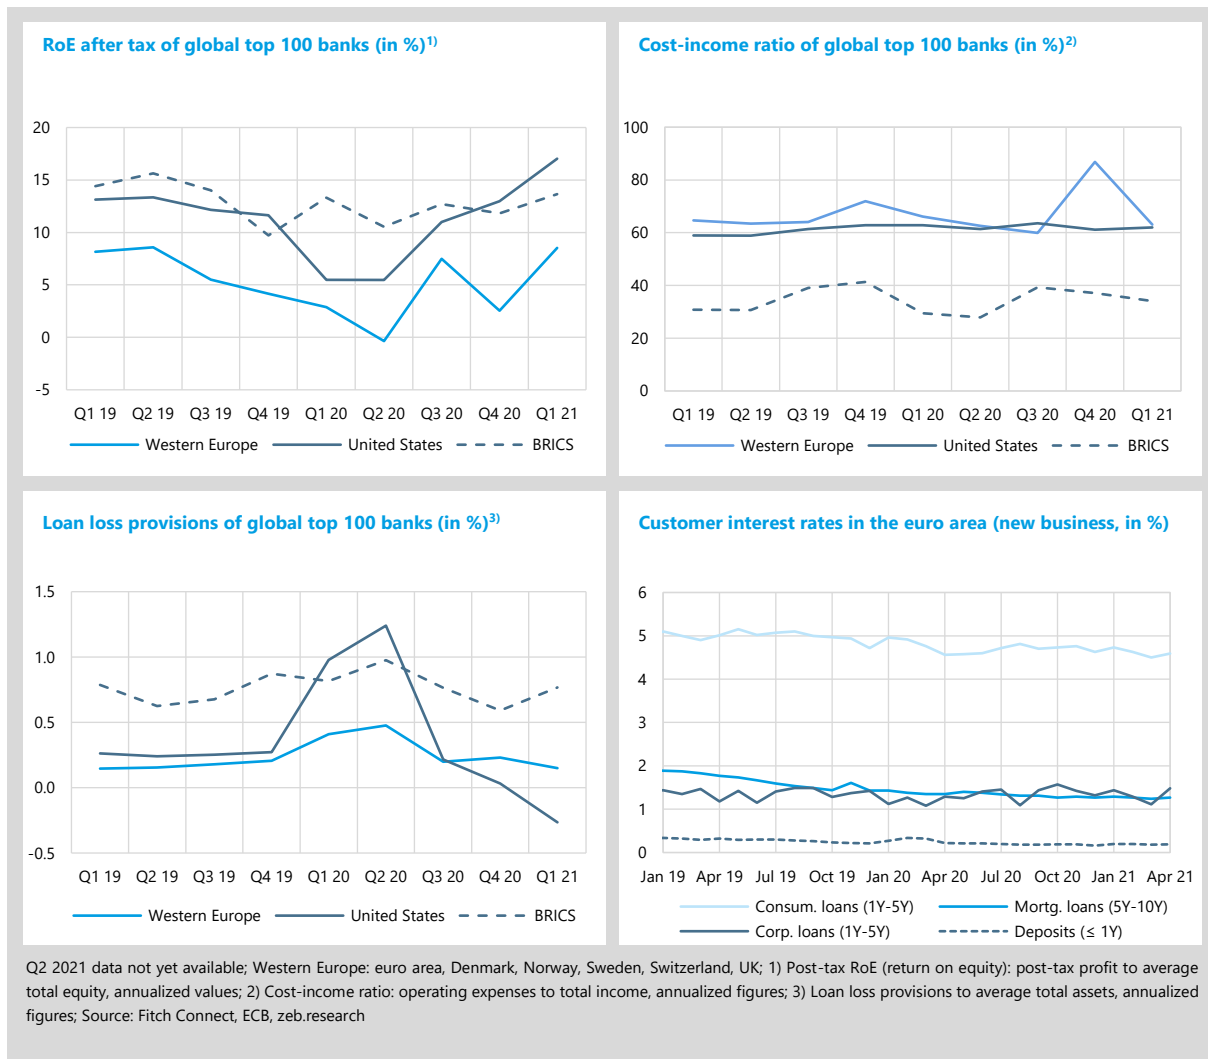 RoE after tax of global top 100 banks (in %)1)
20
15
10
5
0
-5
Q1 19 Q2 19 Q3 19 Q4 19 Q1 20 Q2 20 Q3 20 Q4 20 Q1 21
Western Europe United States BRICS
Cost-income ratio of global top 100 banks (in %)2)
100
80
60
40
20
0
Q1 19 Q2 19 Q3 19 Q4 19 Q1 20 Q2 20 Q3 20 Q4 20 Q1 21
Western Europe United States BRICS
Loan loss provisions of global top 100 banks (in %)3)
1.5
1.0
0.5
0.0
-0.5
Q1 19 Q2 19 Q3 19 Q4 19 Q1 20 Q2 20 Q3 20 Q4 20 Q1 21
Western Europe United States BRICS
Customer interest rates in the euro area (new business, in %)
6
5
4
3
2
1
0
Jan 19 Apr 19 Jul 19 Oct 19 Jan 20 Apr 20 Jul 20 Oct 20 Jan 21 Apr 21
Consum. loans (1Y-5Y) Mortg. loans (5Y-10Y)
Corp. loans (1Y-5Y) Deposits (≤ 1Y)
Q2 2021 data not yet available; Western Europe: euro area, Denmark, Norway, Sweden, Switzerland, UK; 1) Post-tax RoE (return on equity): post-tax profit to average
total equity, annualized values; 2) Cost-income ratio: operating expenses to total income, annualized figures; 3) Loan loss provisions to average total assets, annualized
figures; Source: Fitch Connect, ECB, zeb.research